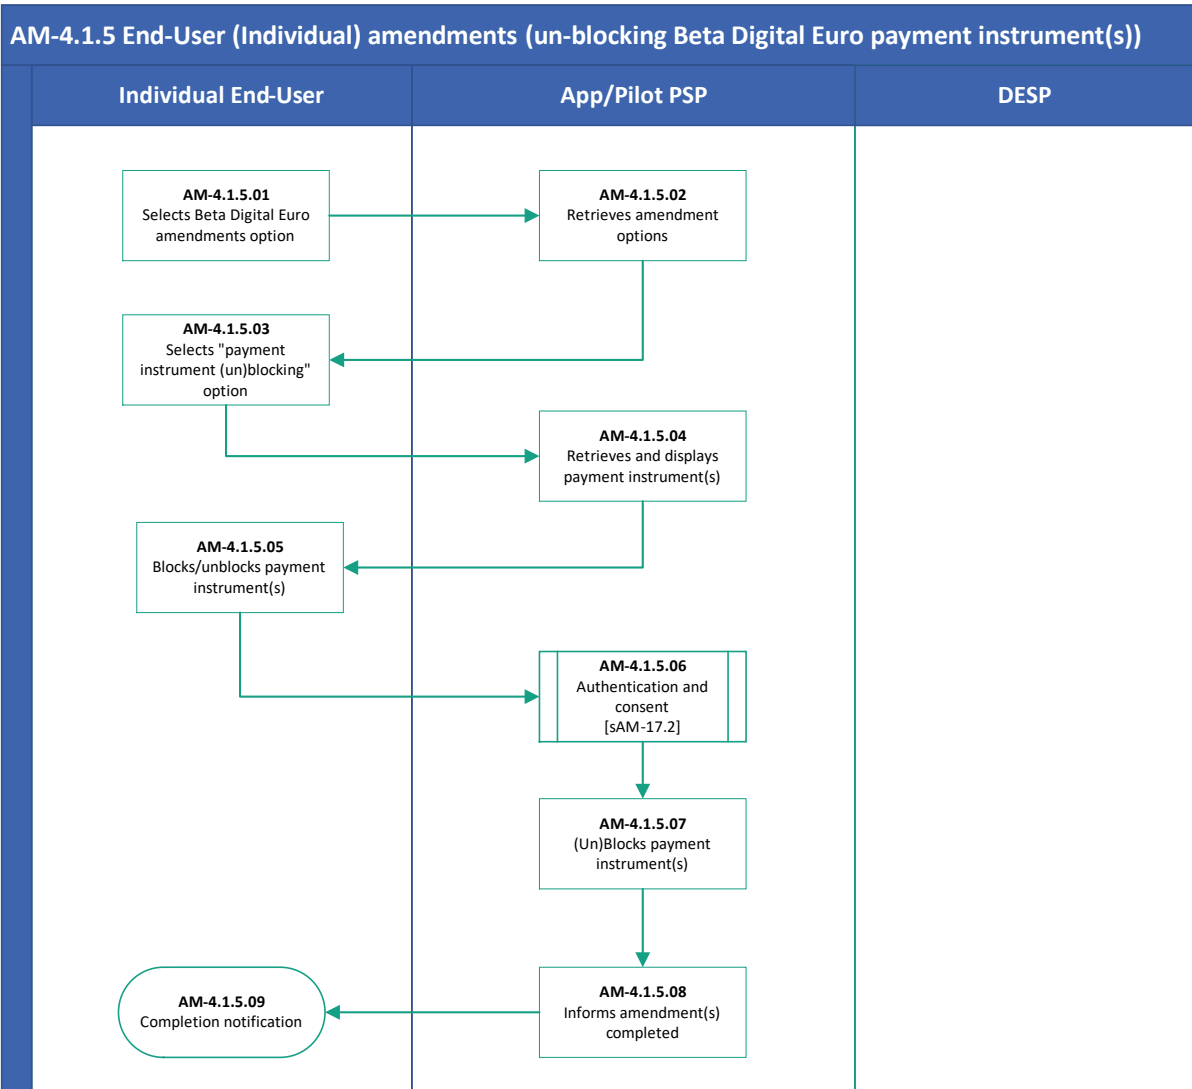 AM-4.1.5 End-User (Individual) amendments (un-blocking Beta Digital Euro payment instrument(s))
Individual End-User
App/Pilot PSP
DESP
AM-4.1.5.01
Selects Beta Digital Euro
amendments option
AM-4.1.5.02
Retrieves amendment
options
AM-4.1.5.03
Selects "payment
instrument (un)blocking"
option
AM-4.1.5.04
Retrieves and displays
payment instrument(s)
AM-4.1.5.05
Blocks/unblocks payment
instrument(s)
AM-4.1.5.06
Authentication and
consent
[sAM-17.2]
AM-4.1.5.07
(Un)Blocks payment
instrument(s)
AM-4.1.5.08
Informs amendment(s)
completed
AM-4.1.5.09
Completion notification